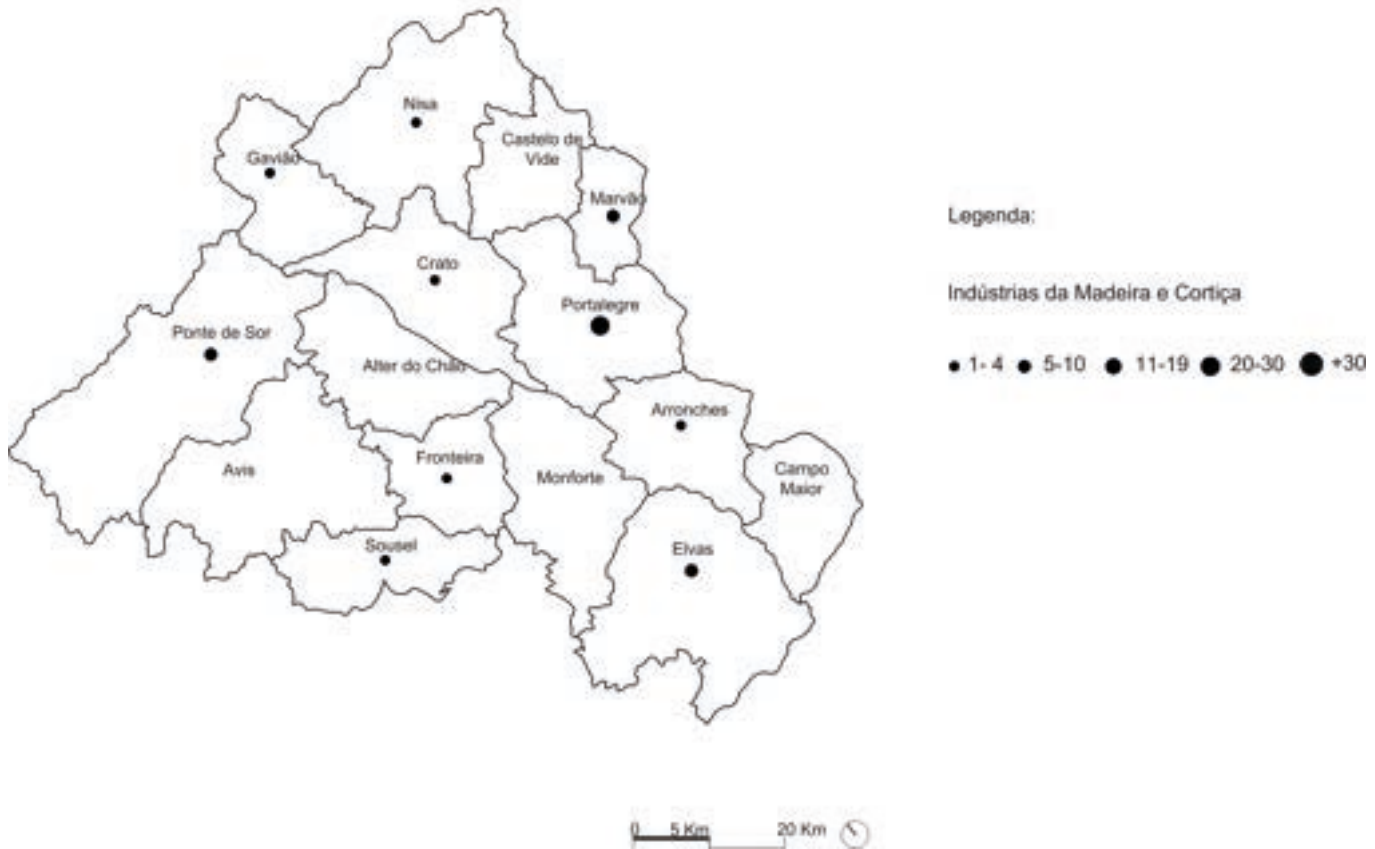 Nisa
Castelo de
Vide
Gavião
Marvão
Legenda:
Crato
Indústrias da Madeira e Cortiça
Portalegre
Ponte de Sor
Alter do Chão
1- 4 5-10 11-19 20-30 +30
Arronches
Fronteira
Avis
Monforte
Campo
Maior
Sousel
Elvas
0 5 Km 20 Km